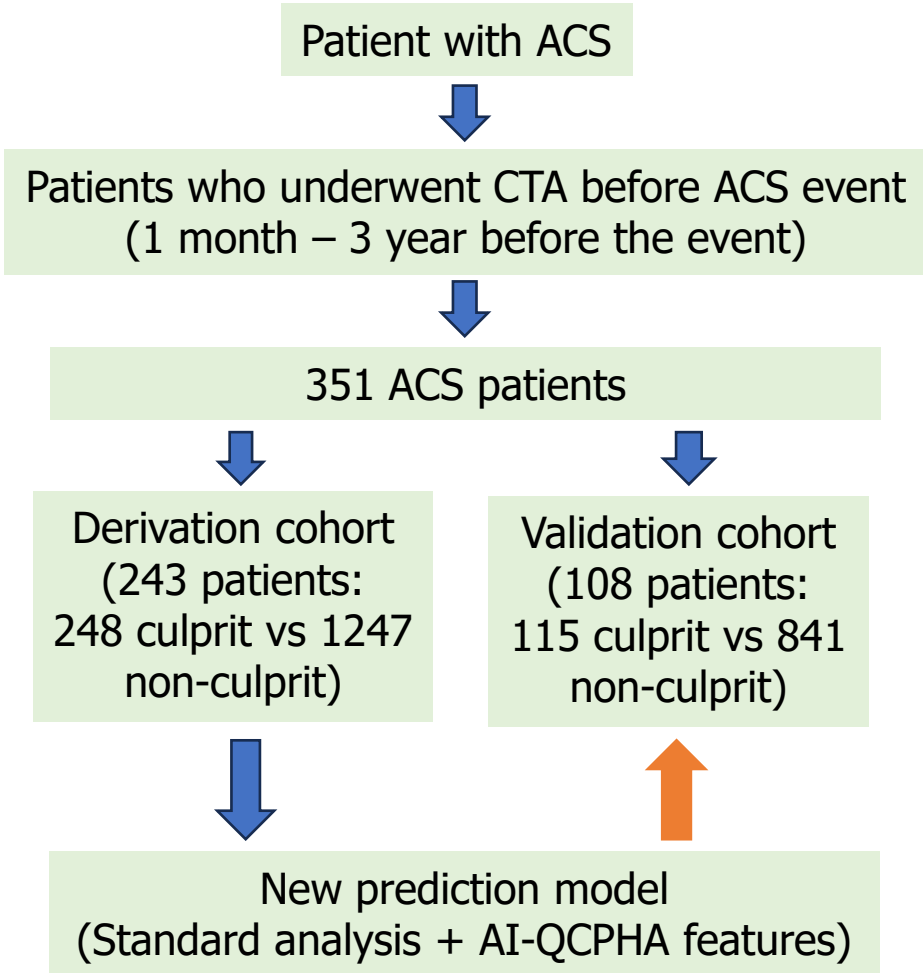 Patient with ACS
Patients who underwent CTA before ACS event
(1 month – 3 year before the event)
351 ACS patients
Derivation cohort
(243 patients:
248 culprit vs 1247
non-culprit)
Validation cohort
(108 patients:
115 culprit vs 841
non-culprit)
New prediction model
(Standard analysis + AI-QCPHA features)